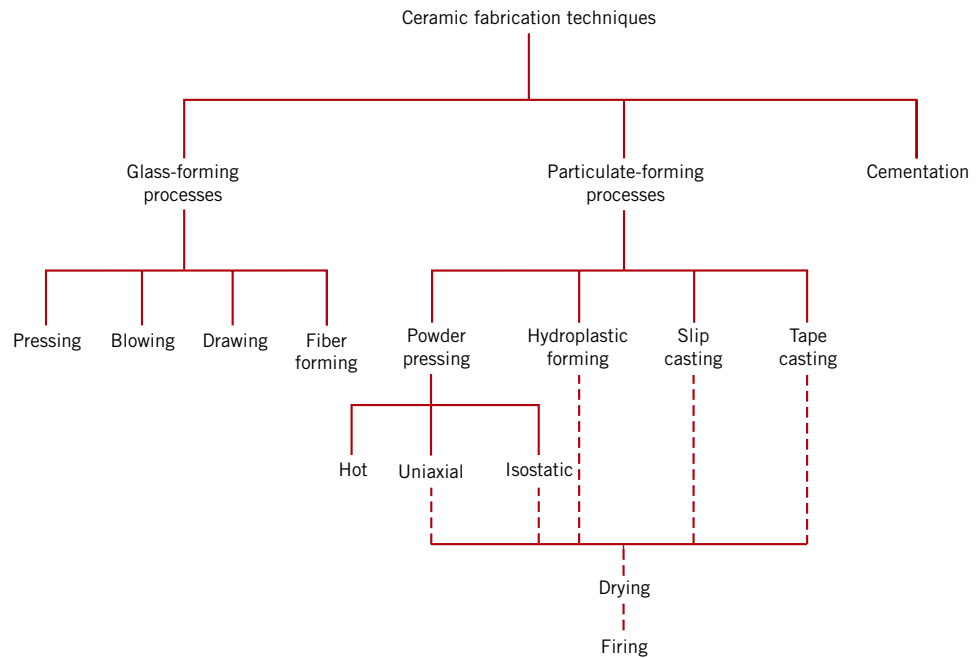 Ceramic fabrication techniques
Glass-forming
processes
Particulate-forming
processes
Cementation
Pressing
Blowing
Drawing
Fiber
forming
Powder
pressing
Hydroplastic
forming
Slip
casting
Tape
casting
Hot
Uniaxial
Isostatic
Drying
Firing